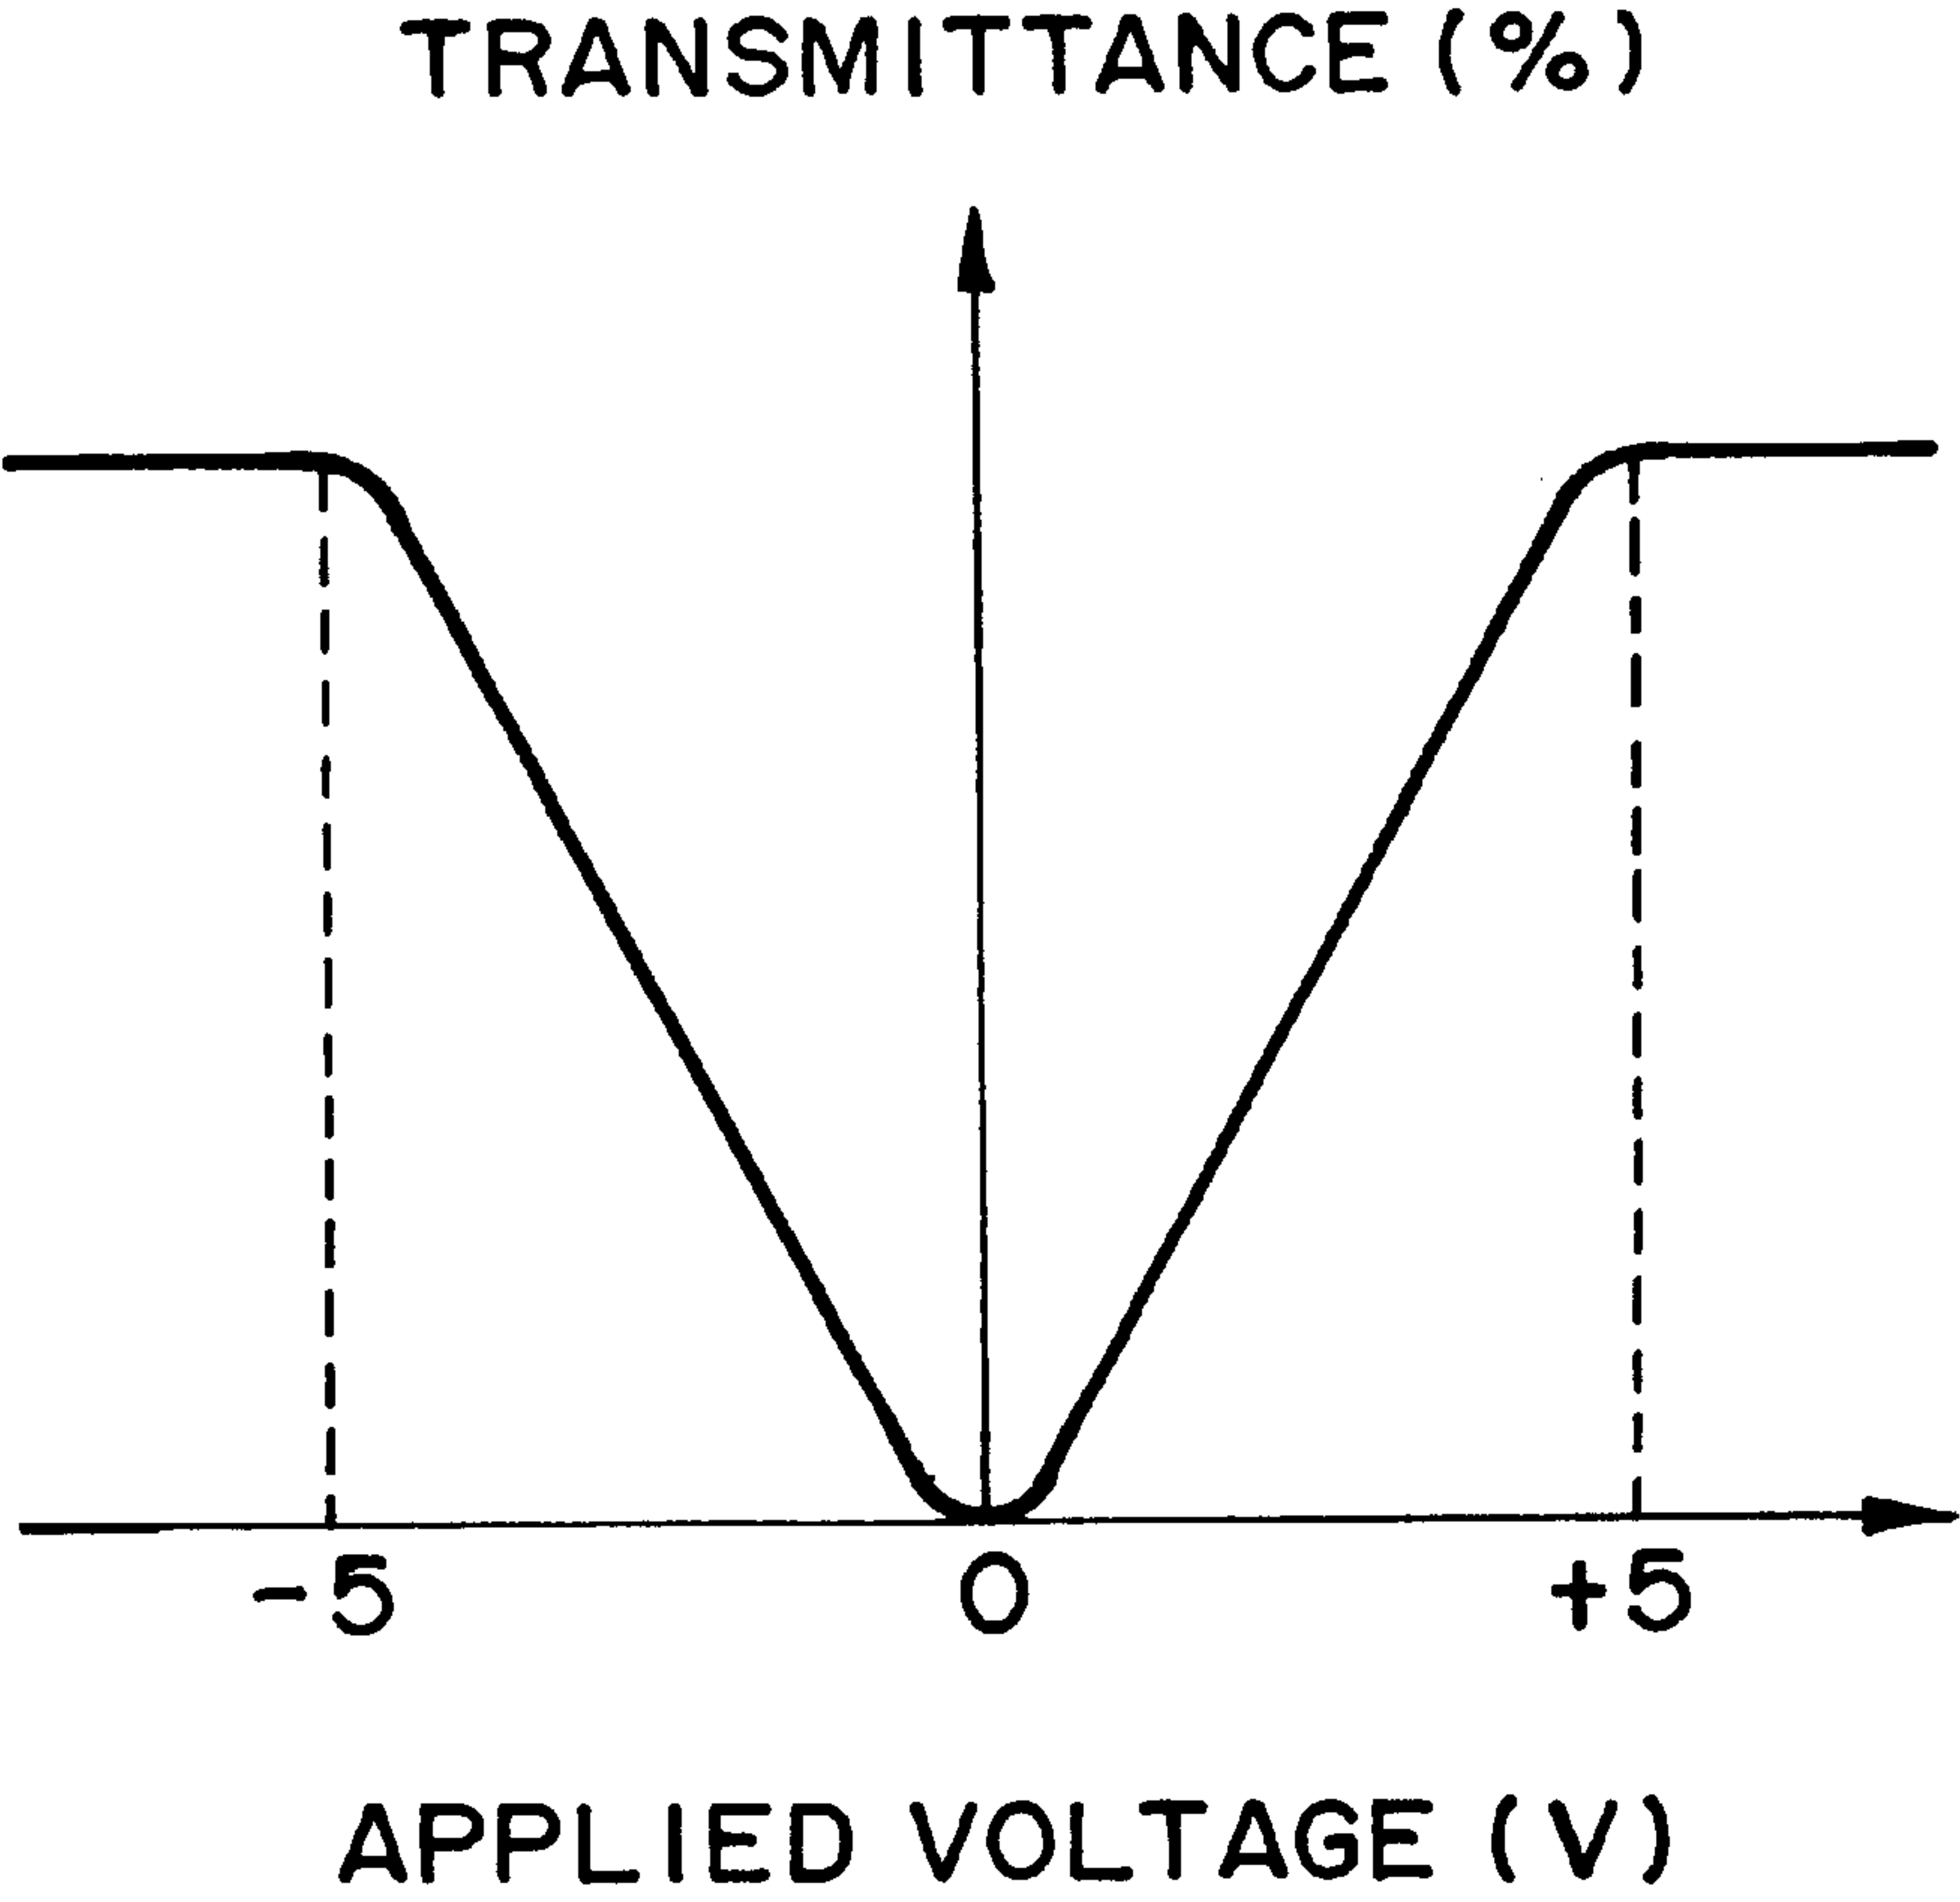 TRANSMITTANCE (%)
-5 0 +5
APPLIED VOLTAGE (V)